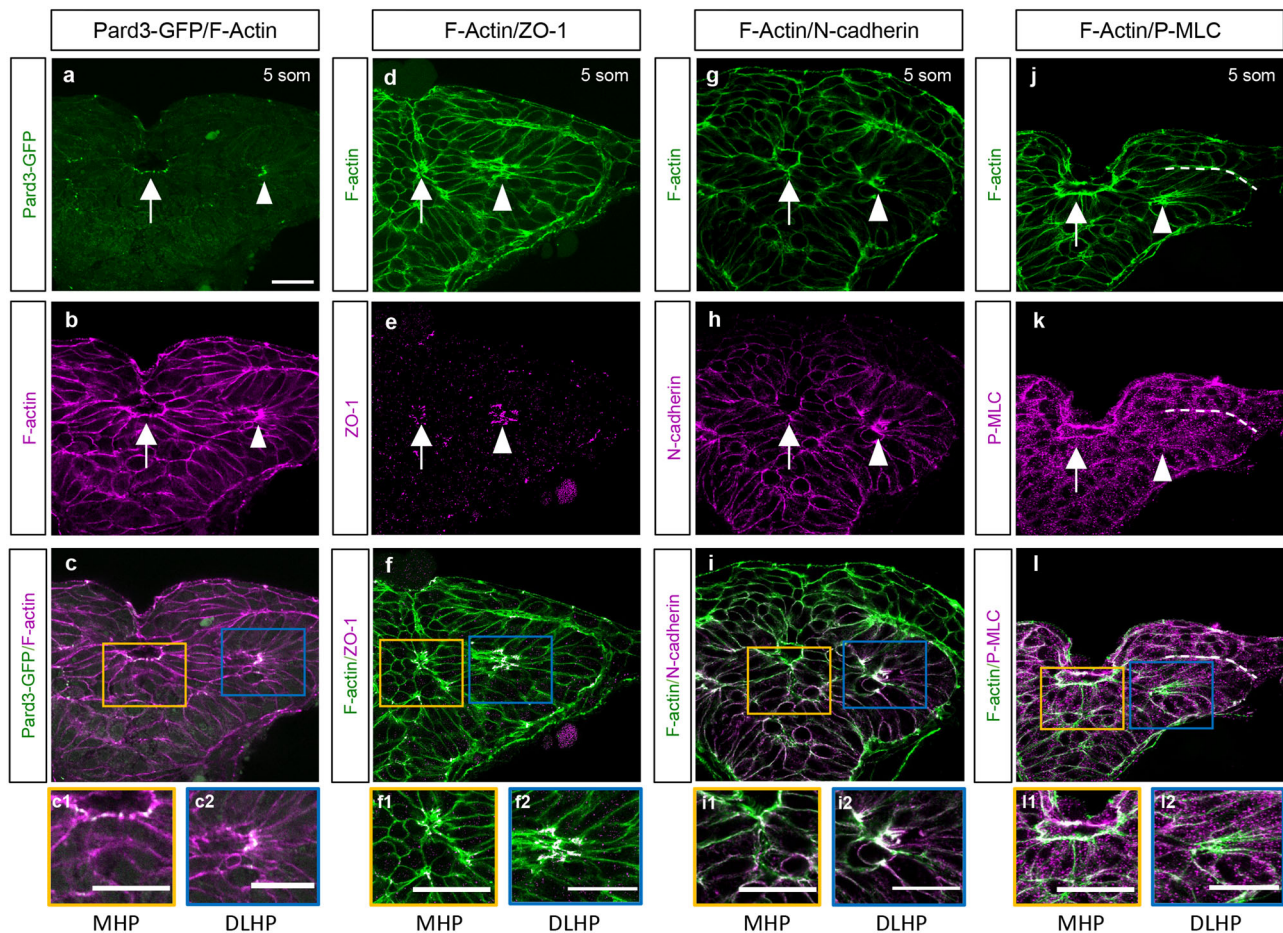 Pard3-GFP/F-Actin
F-Actin/ZO-1
F-Actin/N-cadherin
F-Actin/P-MLC
Pard3-GFP
a
5 som
F-actin
d
5 som
F-actin
g
5 som
F-actin
j
5 som
F-actin
b
ZO-1
e
N-cadherin
h
P-MLC
k
Pard3-GFP/F-actin
c
F-actin/ZO-1
f
F-actin/N-cadherin
i
F-actin/P-MLC
l
c1
c2
f1
f2
i1
i2
l1
l2
MHP
DLHP
MHP
DLHP
MHP
DLHP
MHP
DLHP